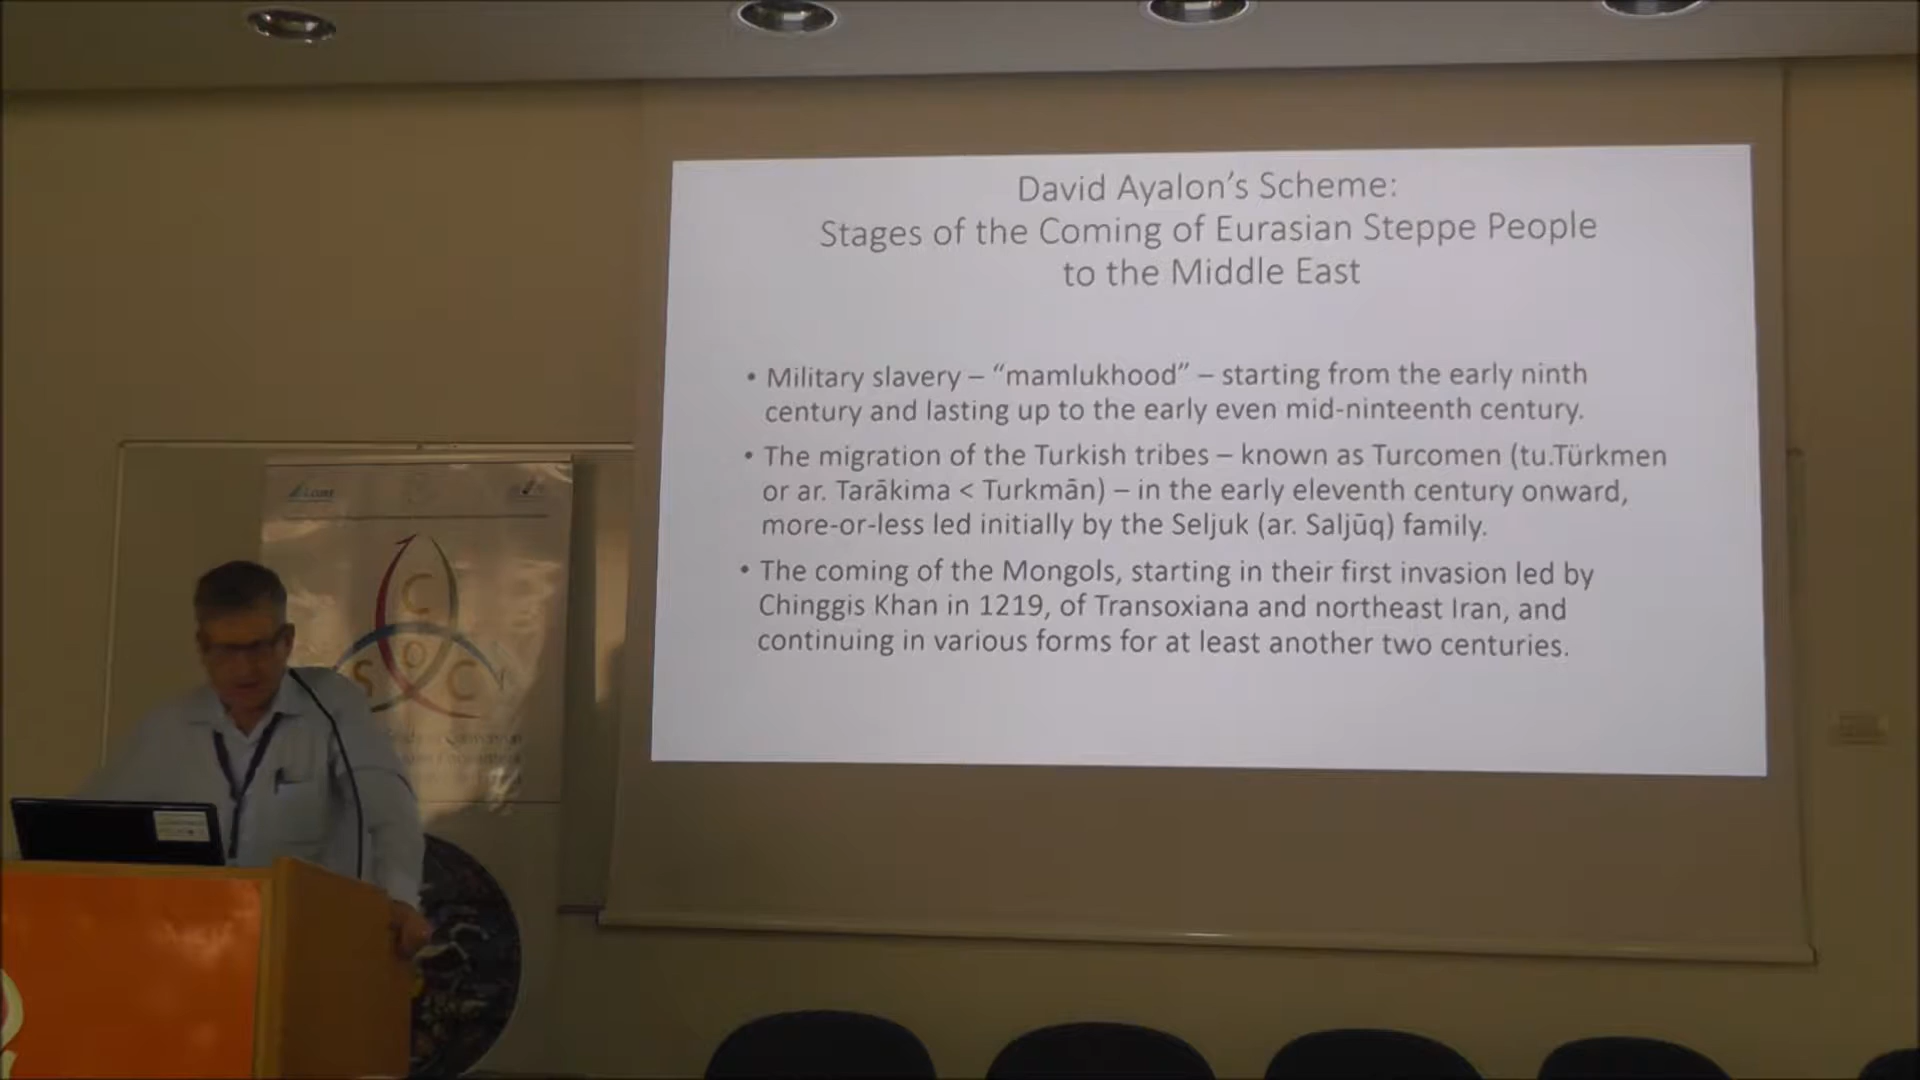 David Ayalon’s Scheme:
Stages of the Coming of Eurasian Steppe People
to the Middle East
• Military slavery – “mamlukhood” – starting from the early ninth
century and lasting up to the early even mid-ninteenth century.
• The migration of the Turkish tribes – known as Turcomen (tu.Türkmen
or ar. Tarākima < Turkmān) – in the early eleventh century onward,
more-or-less led initially by the Seljuk (ar. Saljūq) family.
• The coming of the Mongols, starting in their first invasion led by
Chinggis Khan in 1219, of Transoxiana and northeast Iran, and
continuing in various forms for at least another two centuries.
C
S O C